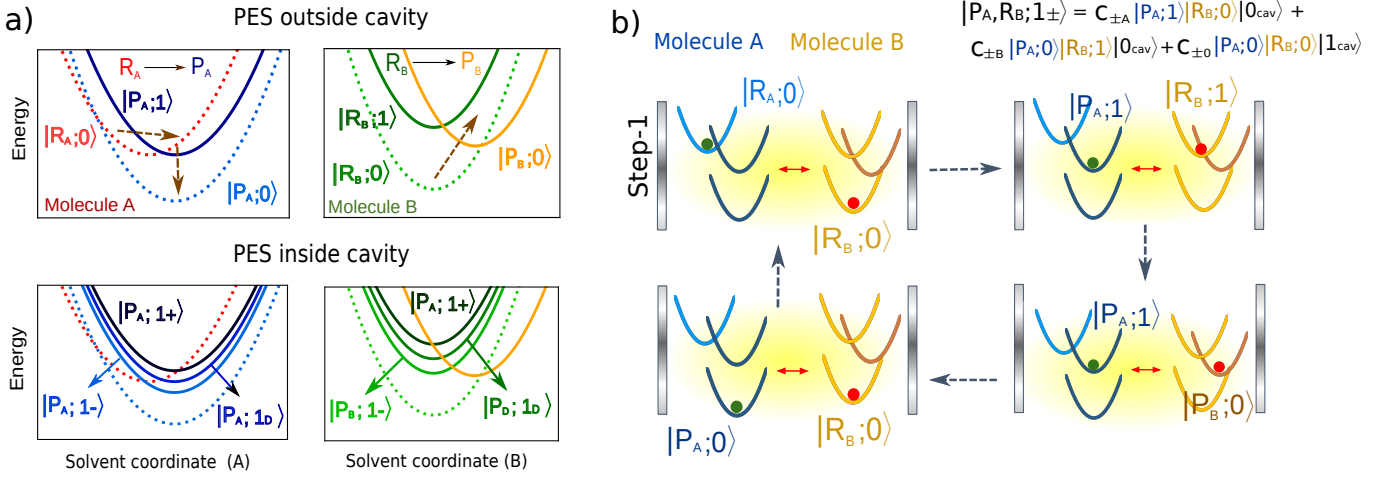 a)
PES outside cavity
Energy
R_A → P_A
|P_A;1⟩
|R_A;0⟩
|P_A;0⟩
Molecule A
R_B → P_B
|R_B;1⟩
|R_B;0⟩
|P_B;0⟩
Molecule B
PES inside cavity
Energy
|P_A; 1+⟩
|P_A; 1-⟩
|P_A; 1_D⟩
Solvent coordinate (A)
|P_A; 1+⟩
|P_B; 1-⟩
|P_D; 1_D⟩
Solvent coordinate (B)
b)
|P_A,R_B;1±⟩ = C_±A|P_A;1⟩|R_B;0⟩|0_cav⟩ +
C_±B|P_A;0⟩|R_B;1⟩|0_cav⟩+C_±0|P_A;0⟩|R_B;0⟩|1_cav⟩
Molecule A
Molecule B
Step-1
|R_A;0⟩
|R_B;0⟩
|P_A;1⟩
|R_B;1⟩
|P_A;0⟩
|R_B;0⟩
|P_A;1⟩
|P_B;0⟩